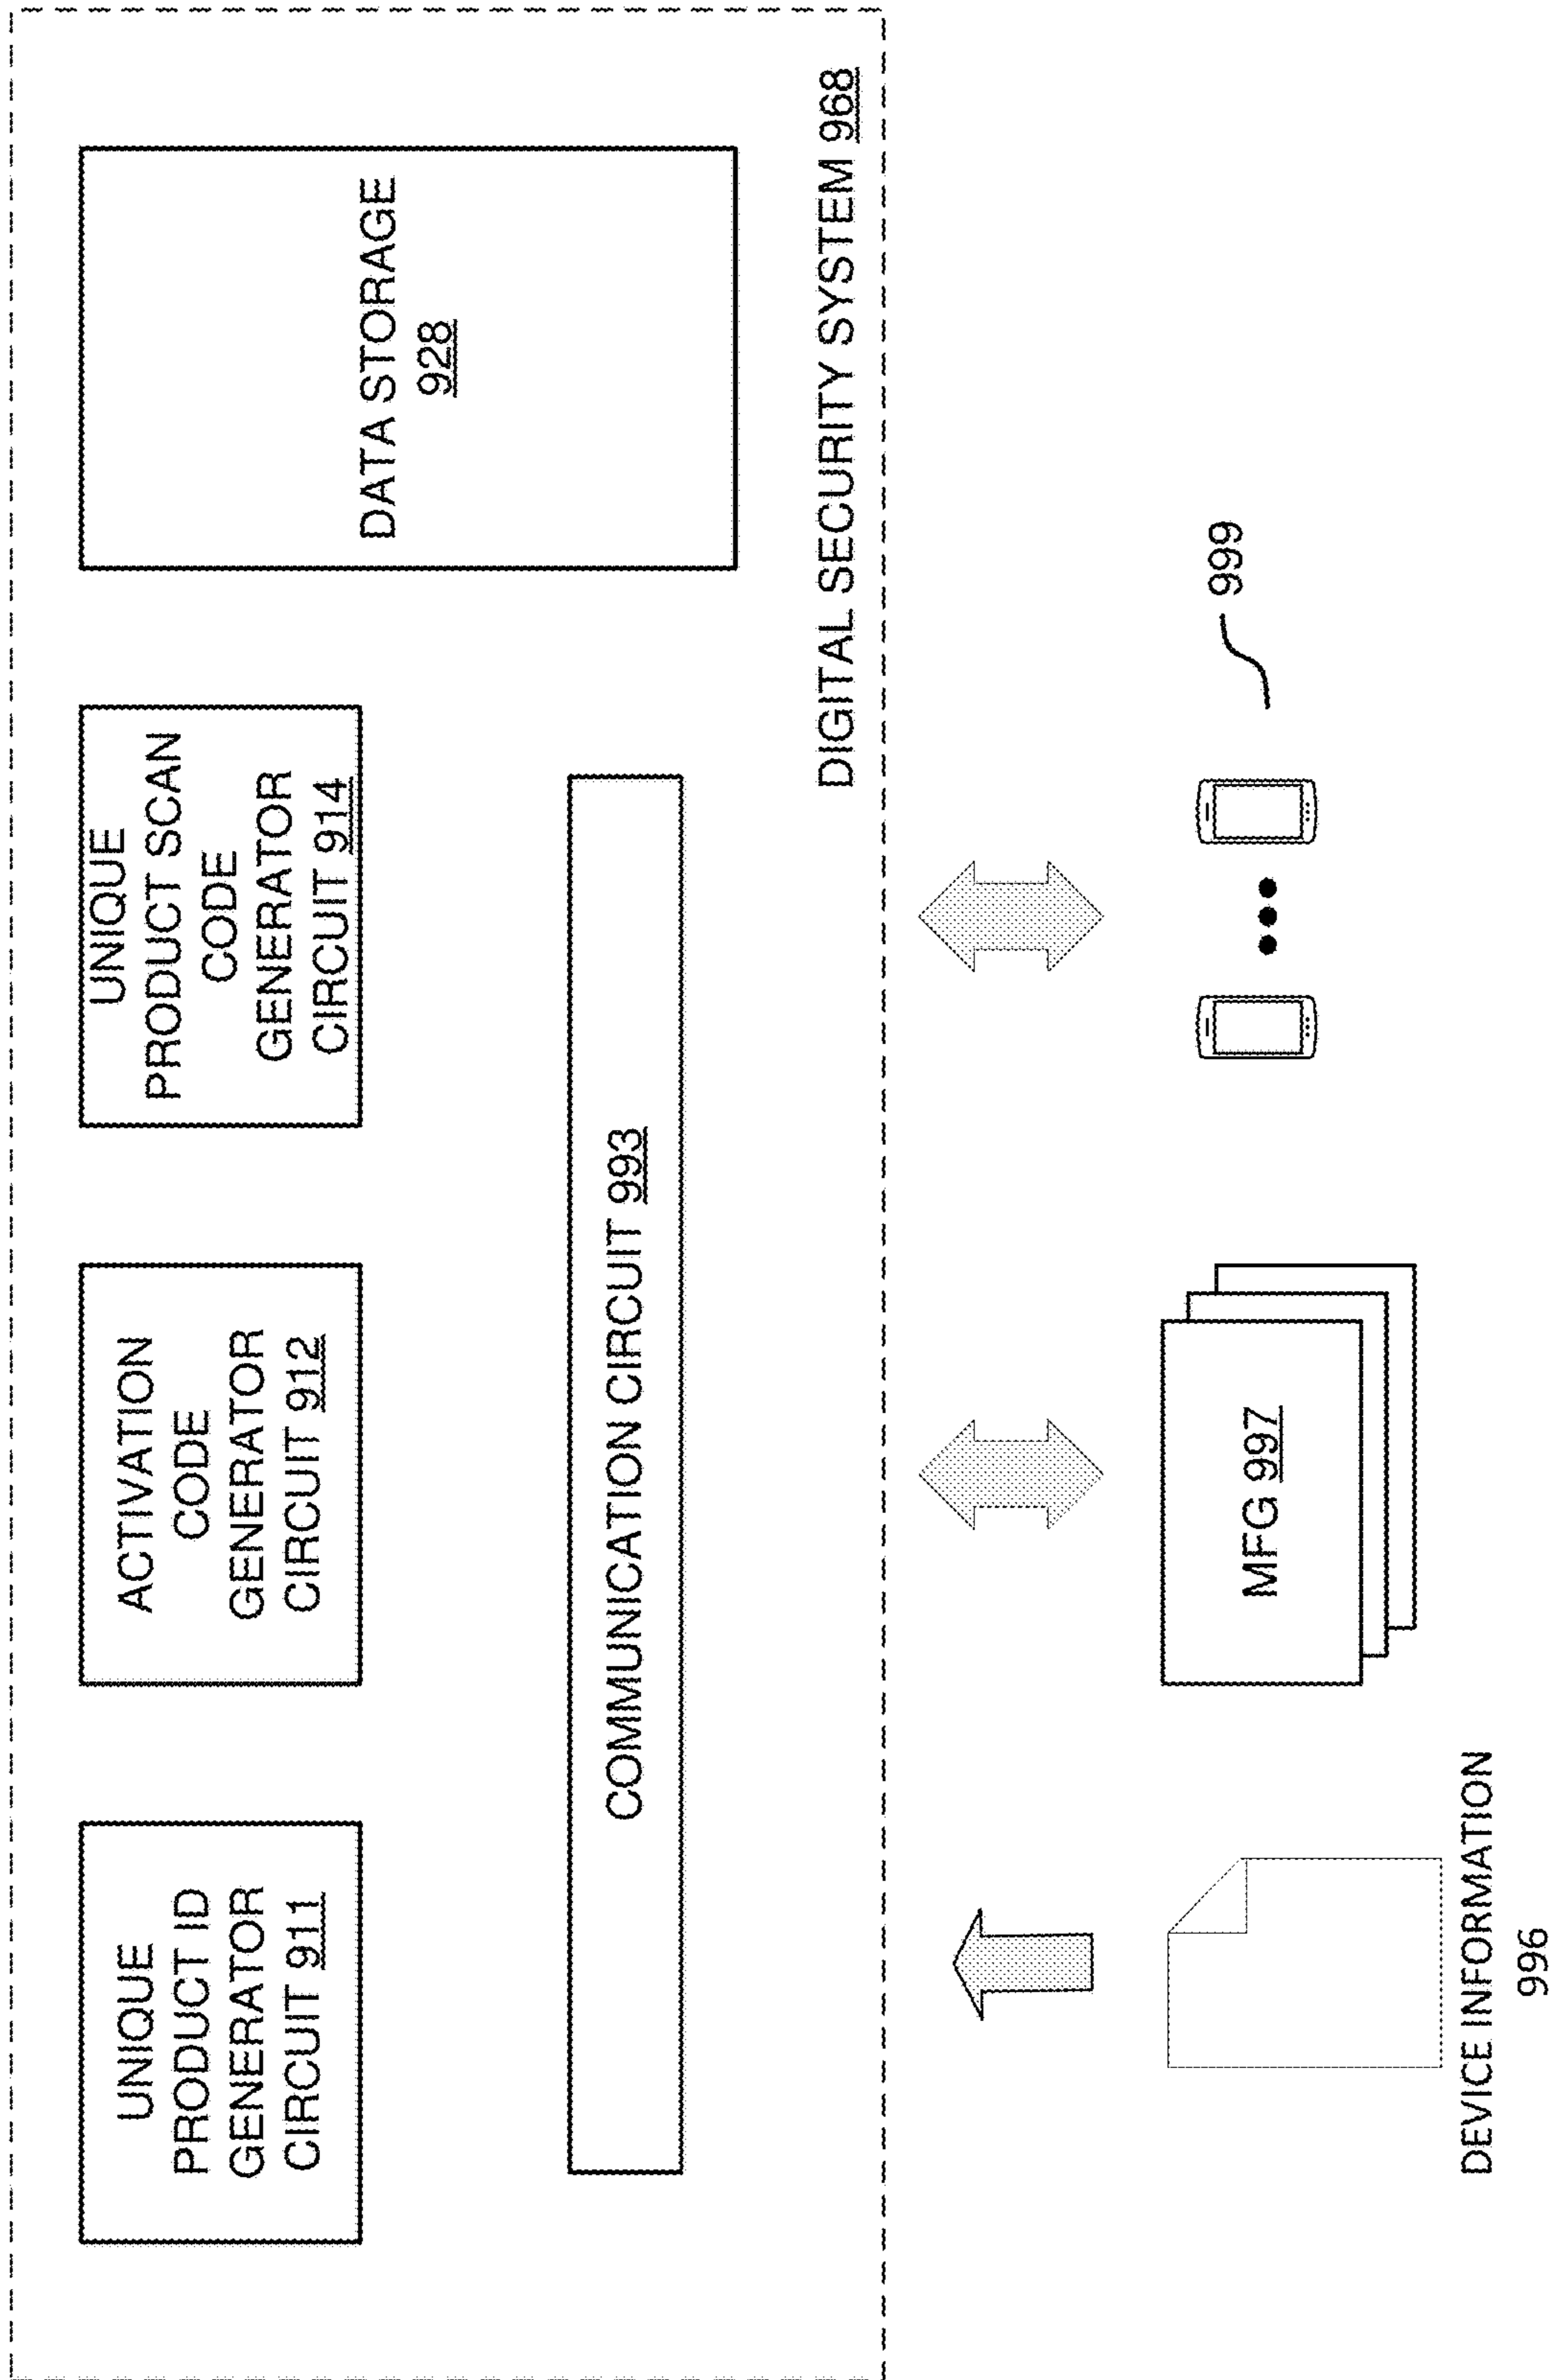 UNIQUE
PRODUCT ID
GENERATOR
CIRCUIT 911
ACTIVATION
CODE
GENERATOR
CIRCUIT 912
UNIQUE
PRODUCT SCAN
CODE
GENERATOR
CIRCUIT 914
DATA STORAGE
928
COMMUNICATION CIRCUIT 993
DIGITAL SECURITY SYSTEM 968
DEVICE INFORMATION
996
MFG 997
999